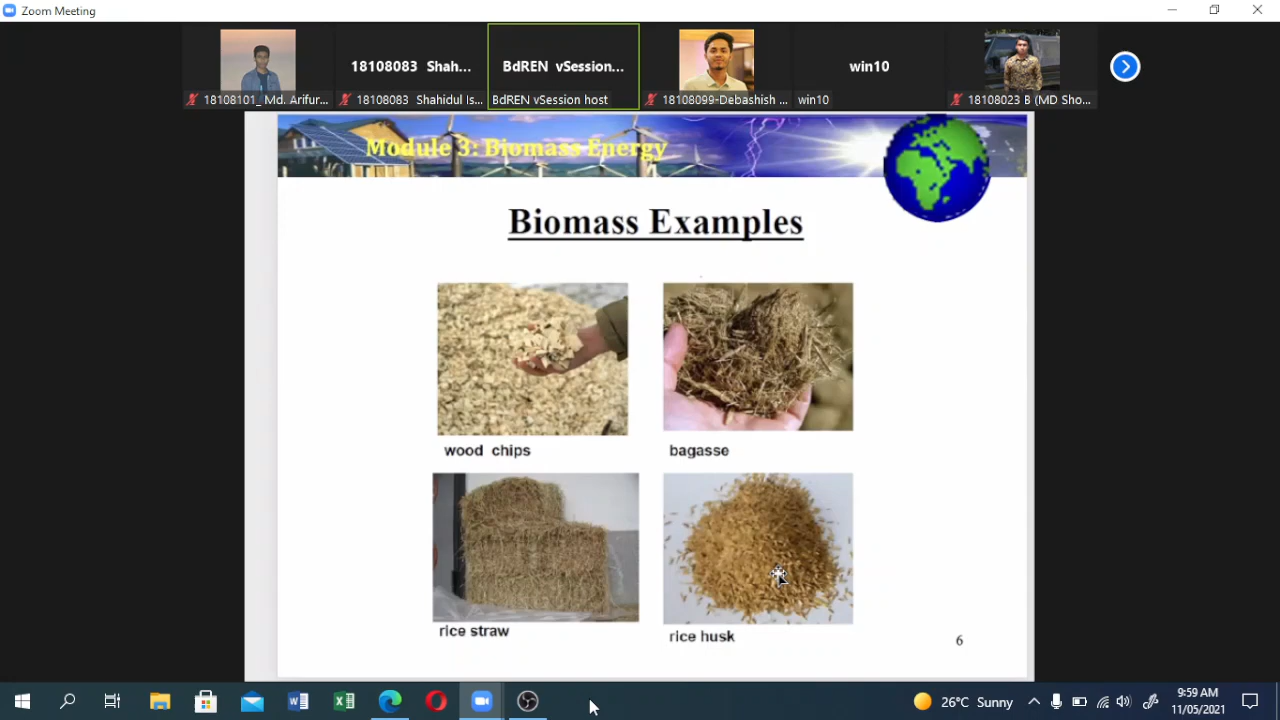 Zoom Meeting
18108083 Shah...
BdREN vSession...
win10
18108101_ Md. Arifur...
18108083 Shahidul Is...
BdREN vSession host
18108099-Debashish ...
win10
18108023 B (MD Sho...
Module 3: Biomass Energy
Biomass Examples
wood chips
bagasse
rice straw
rice husk
6
26°C Sunny
9:59 AM
11/05/2021